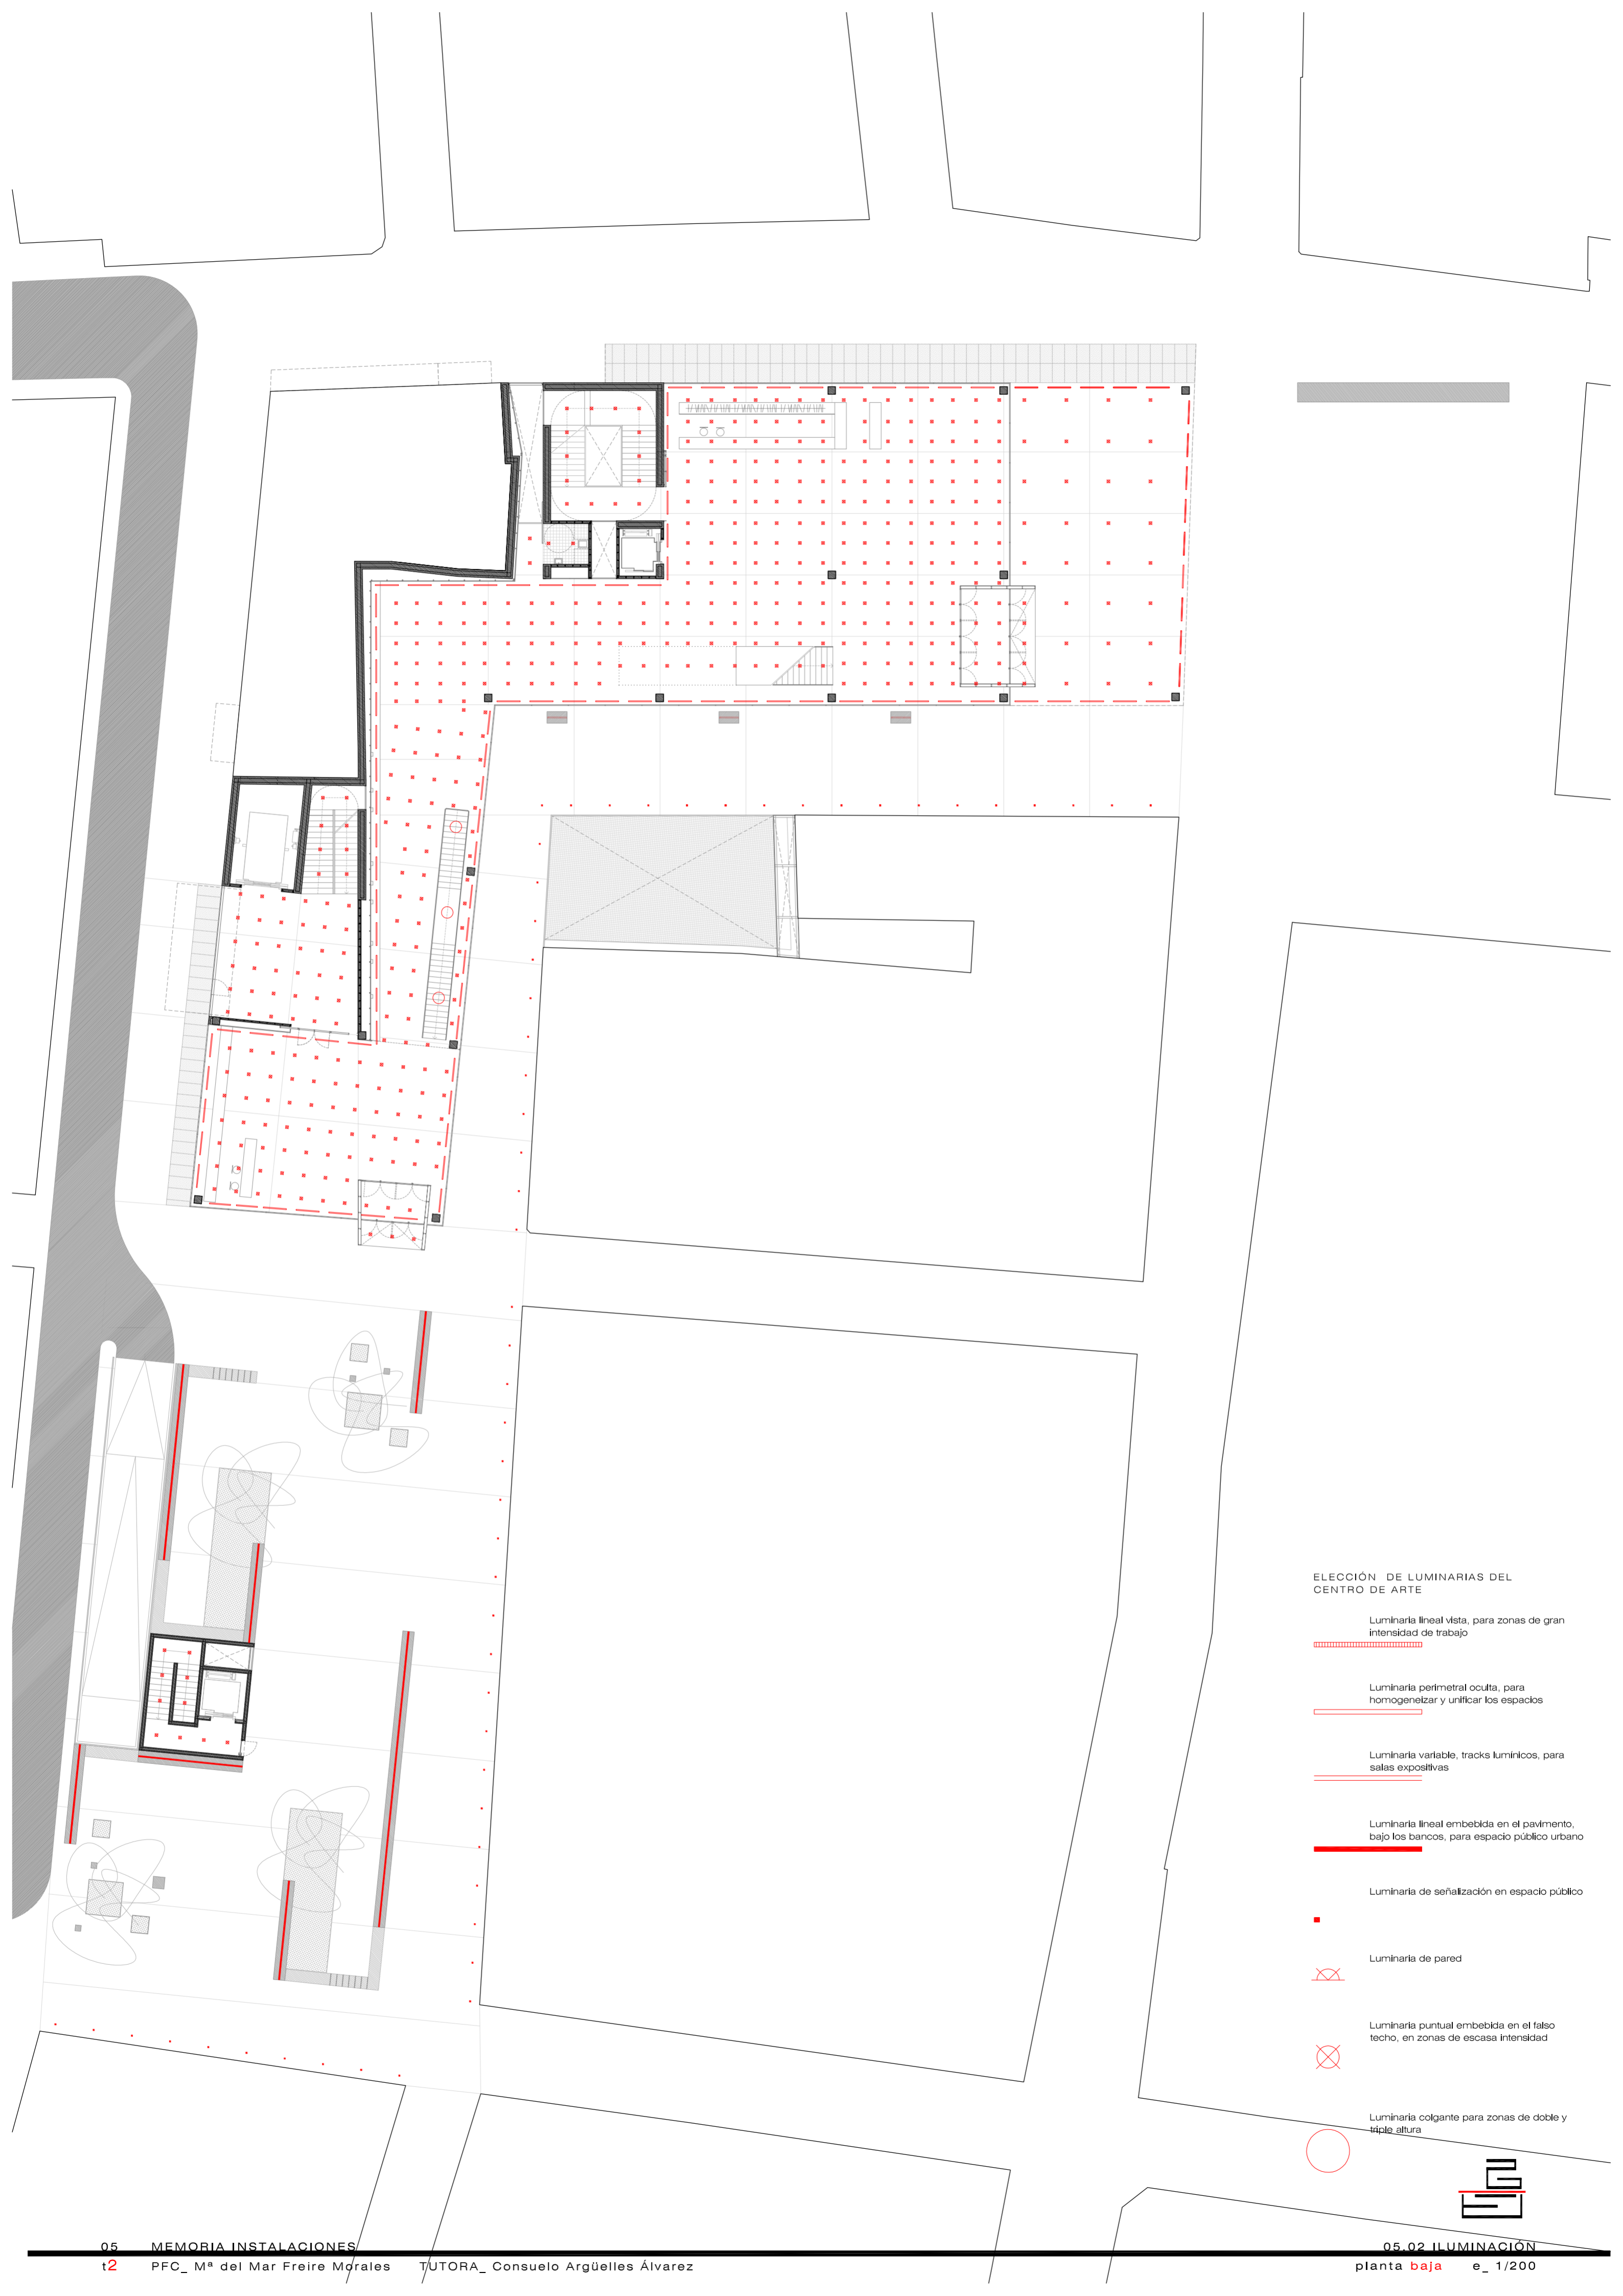 ELECCIÓN DE LUMINARIAS DEL
CENTRO DE ARTE
Luminaria lineal vista, para zonas de gran
intensidad de trabajo
Luminaria perimetral oculta, para
homogeneizar y unificar los espacios
Luminaria variable, tracks lumínicos, para
salas expositivas
Luminaria lineal embebida en el pavimento,
bajo los bancos, para espacio público urbano
Luminaria de señalización en espacio público
Luminaria de pared
Luminaria puntual embebida en el falso
techo, en zonas de escasa intensidad
Luminaria colgante para zonas de doble y
triple altura
05 MEMORIA INSTALACIONES 05.02 ILUMINACIÓN
t2 PFC_ Mª del Mar Freire Morales TUTORA_ Consuelo Argüelles Álvarez planta baja e_ 1/200